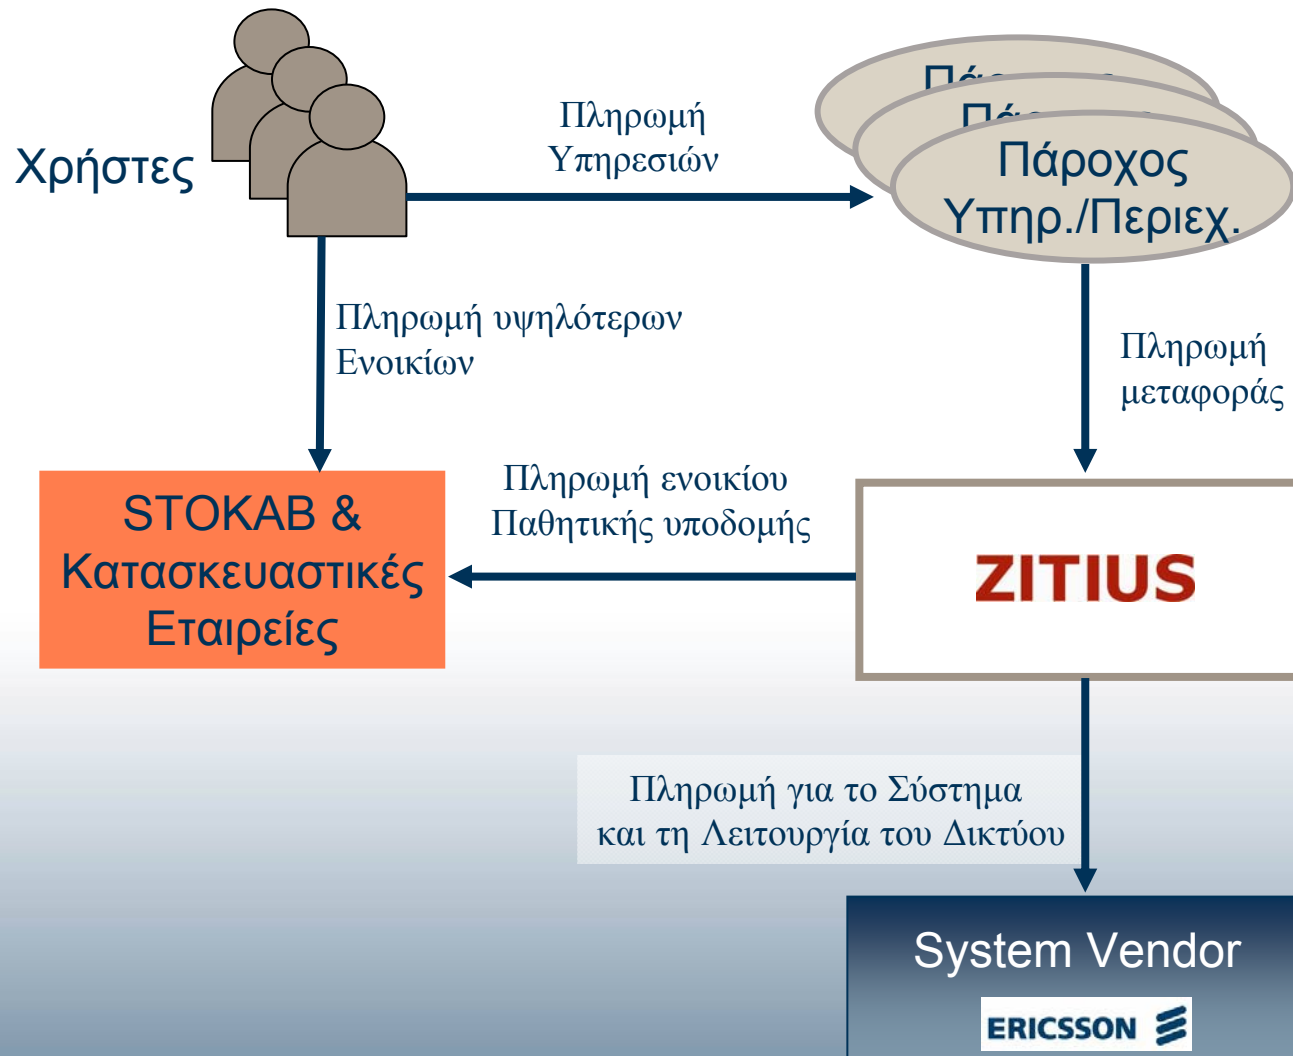 Χρήστες
Πληρωμή
Υπηρεσιών
Πάροχος
Υπηρ./Περιεχ.
Πληρωμή υψηλότερων
Ενοικίων
Πληρωμή
μεταφοράς
STOKAB &
Κατασκευαστικές
Εταιρείες
Πληρωμή ενοικίου
Παθητικής υποδομής
ZITIUS
Πληρωμή για το Σύστημα
και τη Λειτουργία του Δικτύου
System Vendor
ERICSSON